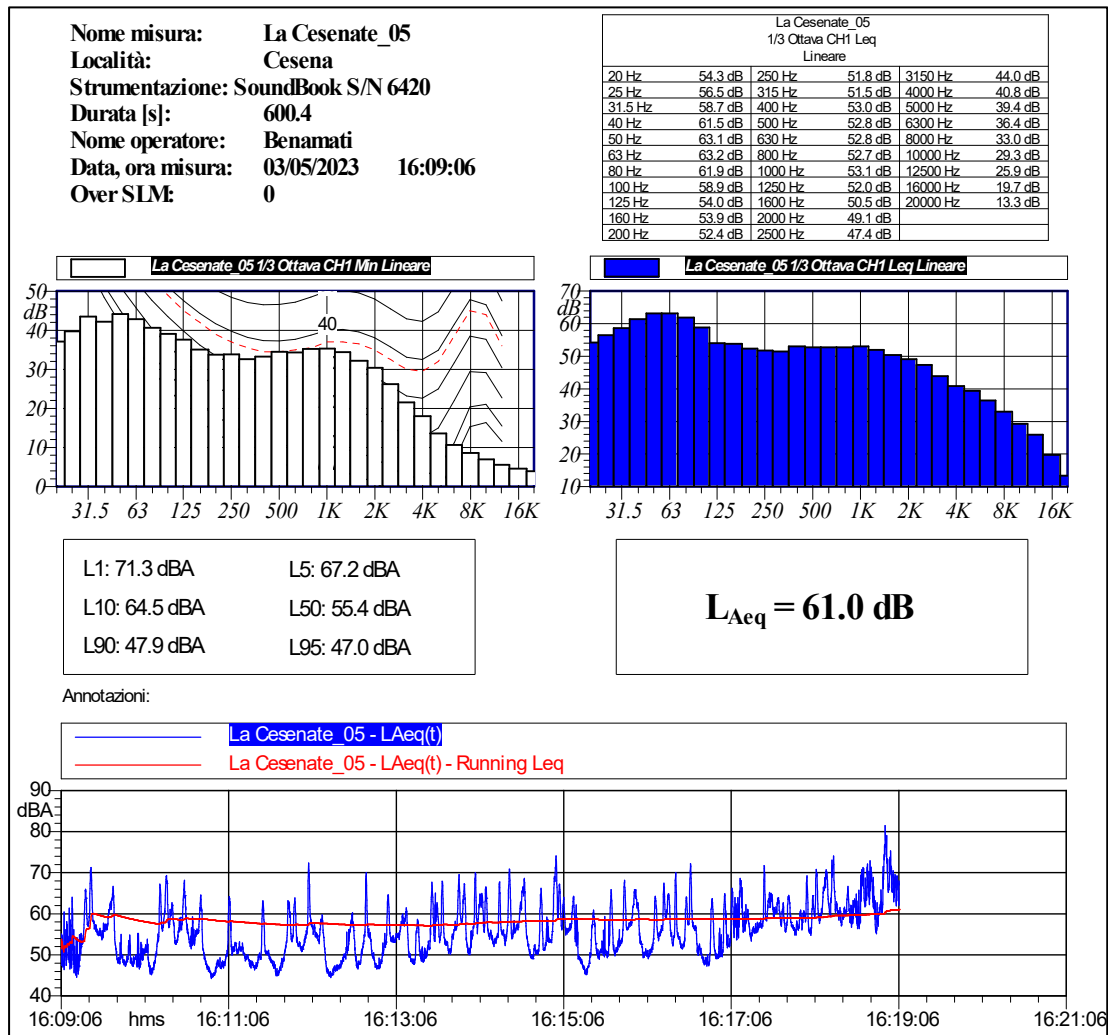 Nome misura: La Cesenate_05
Località: Cesena
Strumentazione: SoundBook S/N 6420
Durata [s]: 600.4
Nome operatore: Benamati
Data, ora misura: 03/05/2023 16:09:06
Over SLM: 0
La Cesenate_05
1/3 Ottava CH1 Leq
Lineare
20 Hz 54.3 dB 250 Hz 51.8 dB 3150 Hz 44.0 dB
25 Hz 56.5 dB 315 Hz 51.5 dB 4000 Hz 40.8 dB
31.5 Hz 58.7 dB 400 Hz 53.0 dB 5000 Hz 39.4 dB
40 Hz 61.5 dB 500 Hz 52.8 dB 6300 Hz 36.4 dB
50 Hz 63.1 dB 630 Hz 52.8 dB 8000 Hz 33.0 dB
63 Hz 63.2 dB 800 Hz 52.7 dB 10000 Hz 29.3 dB
80 Hz 61.9 dB 1000 Hz 53.1 dB 12500 Hz 25.9 dB
100 Hz 58.9 dB 1250 Hz 52.0 dB 16000 Hz 19.7 dB
125 Hz 54.0 dB 1600 Hz 50.5 dB 20000 Hz 13.3 dB
160 Hz 53.9 dB 2000 Hz 49.1 dB
200 Hz 52.4 dB 2500 Hz 47.4 dB
La Cesenate_05 1/3 Ottava CH1 Min Lineare
50
dB
40
30
20
10
0
40
31.5 63 125 250 500 1K 2K 4K 8K 16K
La Cesenate_05 1/3 Ottava CH1 Leq Lineare
70
dB
60
50
40
30
20
10
31.5 63 125 250 500 1K 2K 4K 8K 16K
L1: 71.3 dBA L5: 67.2 dBA
L10: 64.5 dBA L50: 55.4 dBA
L90: 47.9 dBA L95: 47.0 dBA
LAeq = 61.0 dB
Annotazioni:
La Cesenate_05 - LAeq(t)
La Cesenate_05 - LAeq(t) - Running Leq
90
dBA
80
70
60
50
40
16:09:06 hms 16:11:06 16:13:06 16:15:06 16:17:06 16:19:06 16:21:06